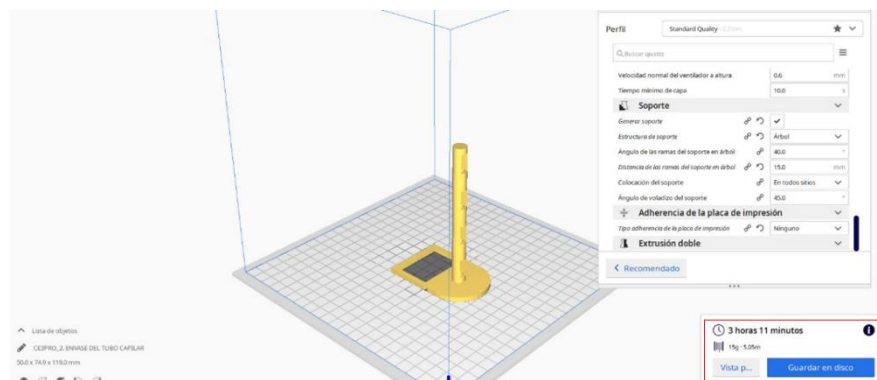 Perfil
Standard Quality
Buscar ajustes
Velocidad normal del ventilador a altura 0.6 mm
Tiempo mínimo de capa 10.0 s
Soporte
Generar soporte
Estructura de soporte Árbol
Ángulo de las ramas del soporte en árbol 40.0 °
Distancia de las ramas del soporte en árbol 15.0 mm
Colocación del soporte En todos sitios
Ángulo de voladizo del soporte 45.0 °
Adherencia de la placa de impresión
Tipo adherencia de la placa de impresión Ninguno
Extrusión doble
Recomendado
Lista de objetos
CE3PRO_2. ENVASE DEL TUBO CAPILAR
50.0 x 74.9 x 119.0 mm
3 horas 11 minutos
15g · 5.05m
Vista p...
Guardar en disco